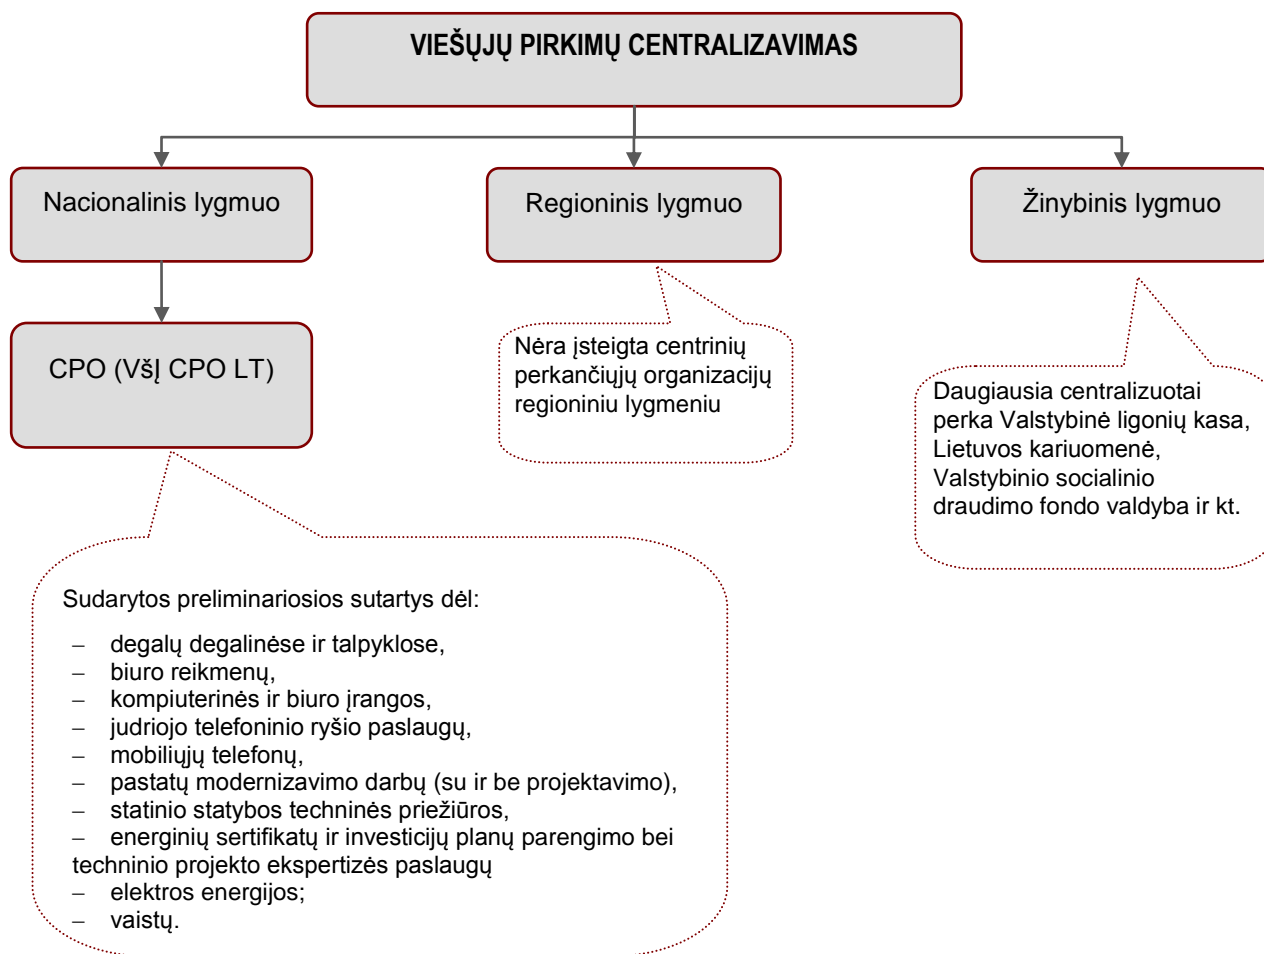 VIEŠŲJŲ PIRKIMŲ CENTRALIZAVIMAS
Nacionalinis lygmuo
Regioninis lygmuo
Žinybinis lygmuo
CPO (VšĮ CPO LT)
Nėra įsteigta centrinių
perkančiųjų organizacijų
regioniniu lygmeniu
Daugiausia centralizuotai
perka Valstybinė ligonių kasa,
Lietuvos kariuomenė,
Valstybinio socialinio
draudimo fondo valdyba ir kt.
Sudarytos preliminariosios sutartys dėl:
– degalų degalinėse ir talpyklose,
– biuro reikmenų,
– kompiuterinės ir biuro įrangos,
– judriojo telefoninio ryšio paslaugų,
– mobiliųjų telefonų,
– pastatų modernizavimo darbų (su ir be projektavimo),
– statinio statybos techninės priežiūros,
– energinių sertifikatų ir investicijų planų parengimo bei
techninio projekto ekspertizės paslaugų
– elektros energijos;
– vaistų.